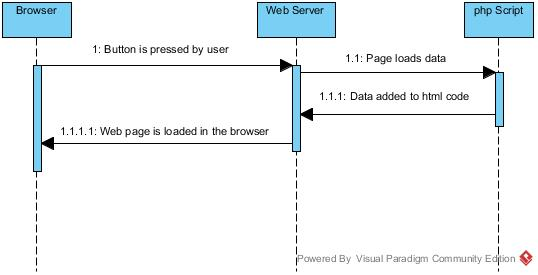 Browser
Web Server
php Script
1: Button is pressed by user
1.1: Page loads data
1.1.1: Data added to html code
1.1.1.1: Web page is loaded in the browser
Powered By Visual Paradigm Community Edition